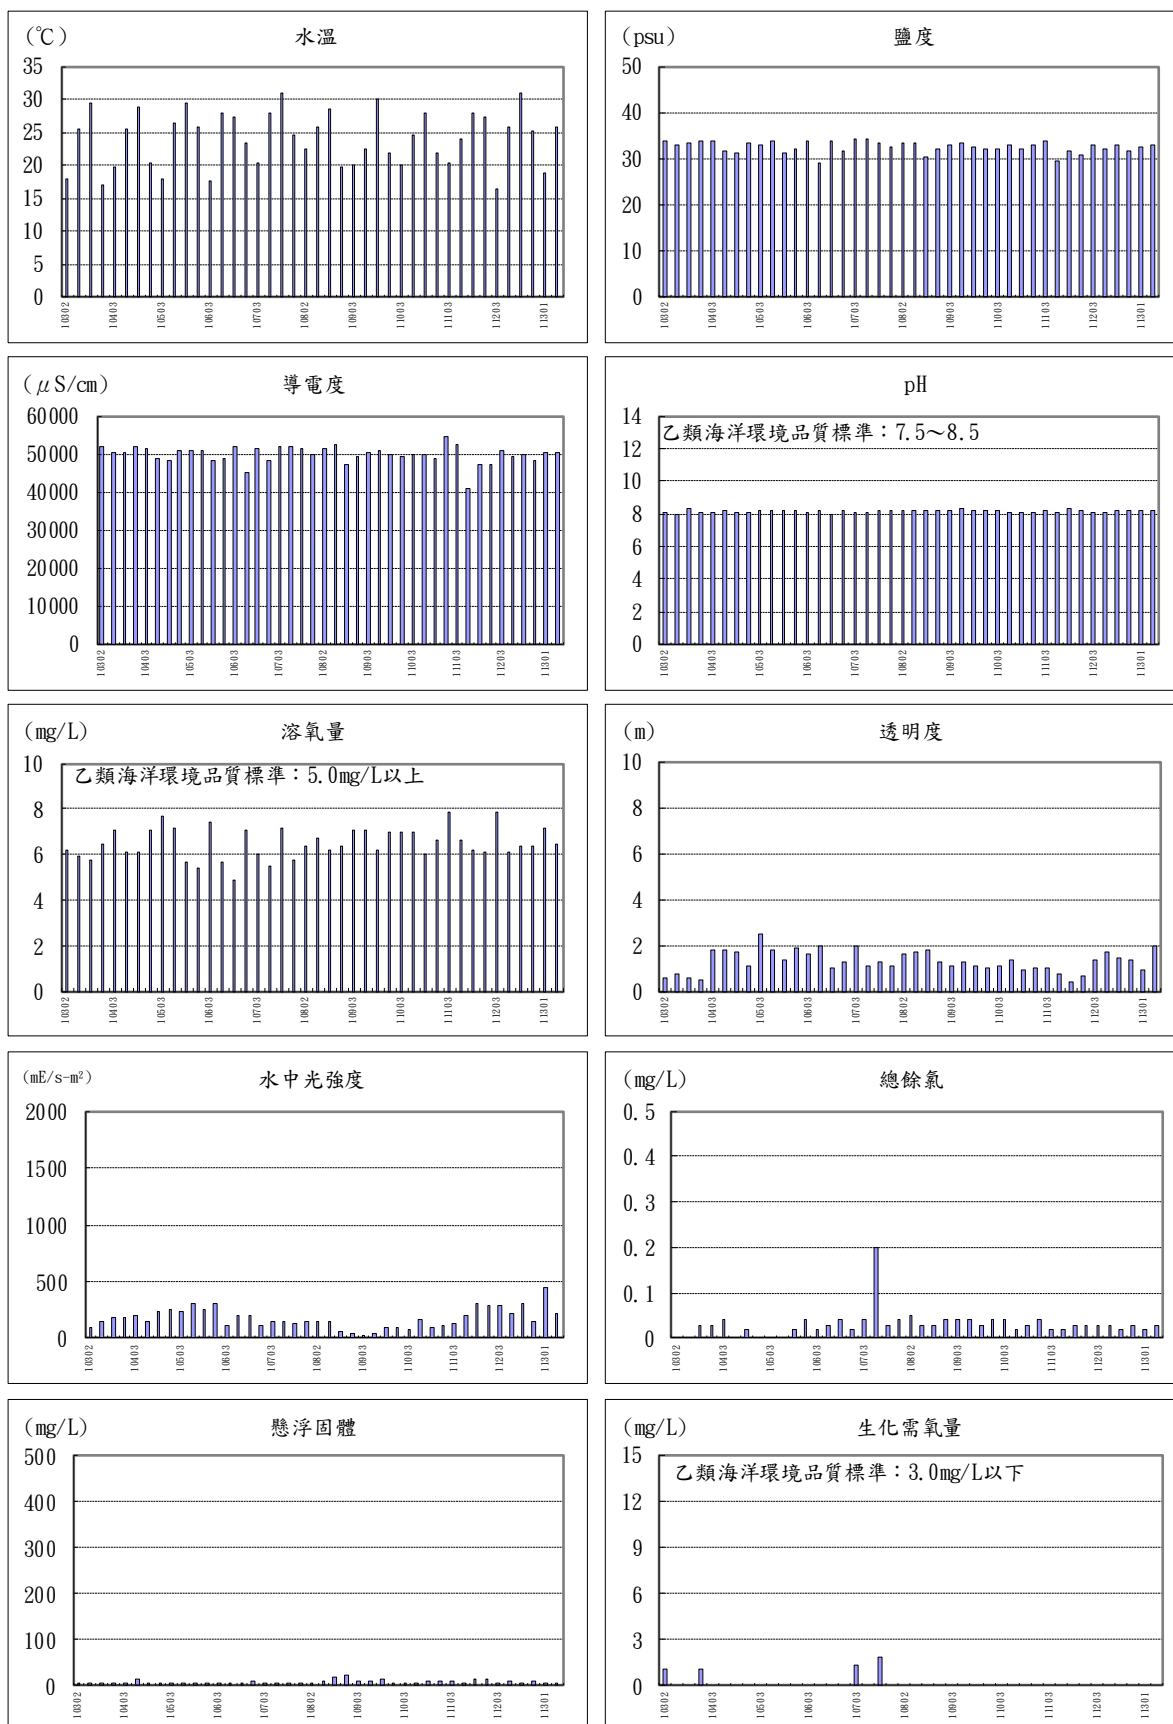 (℃) 水溫
35
30
25
20
15
10
5
0
10302 10403 10503 10603 10703 10802 10903 11003 11103 11203 11301
(psu) 鹽度
50
40
30
20
10
0
10302 10403 10503 10603 10703 10802 10903 11003 11103 11203 11301
(μS/cm) 導電度
60000
50000
40000
30000
20000
10000
0
10302 10403 10503 10603 10703 10802 10903 11003 11103 11203 11301
pH
乙類海洋環境品質標準：7.5～8.5
14
12
10
8
6
4
2
0
10302 10403 10503 10603 10703 10802 10903 11003 11103 11203 11301
(mg/L) 溶氧量
乙類海洋環境品質標準：5.0mg/L以上
10
8
6
4
2
0
10302 10403 10503 10603 10703 10802 10903 11003 11103 11203 11301
(m) 透明度
10
8
6
4
2
0
10302 10403 10503 10603 10703 10802 10903 11003 11103 11203 11301
(mE/s-m²) 水中光強度
2000
1500
1000
500
0
10302 10403 10503 10603 10703 10802 10903 11003 11103 11203 11301
(mg/L) 總餘氯
0.5
0.4
0.3
0.2
0.1
0
10302 10403 10503 10603 10703 10802 10903 11003 11103 11203 11301
(mg/L) 懸浮固體
500
400
300
200
100
0
10302 10403 10503 10603 10703 10802 10903 11003 11103 11203 11301
(mg/L) 生化需氧量
乙類海洋環境品質標準：3.0mg/L以下
15
12
9
6
3
0
10302 10403 10503 10603 10703 10802 10903 11003 11103 11203 11301